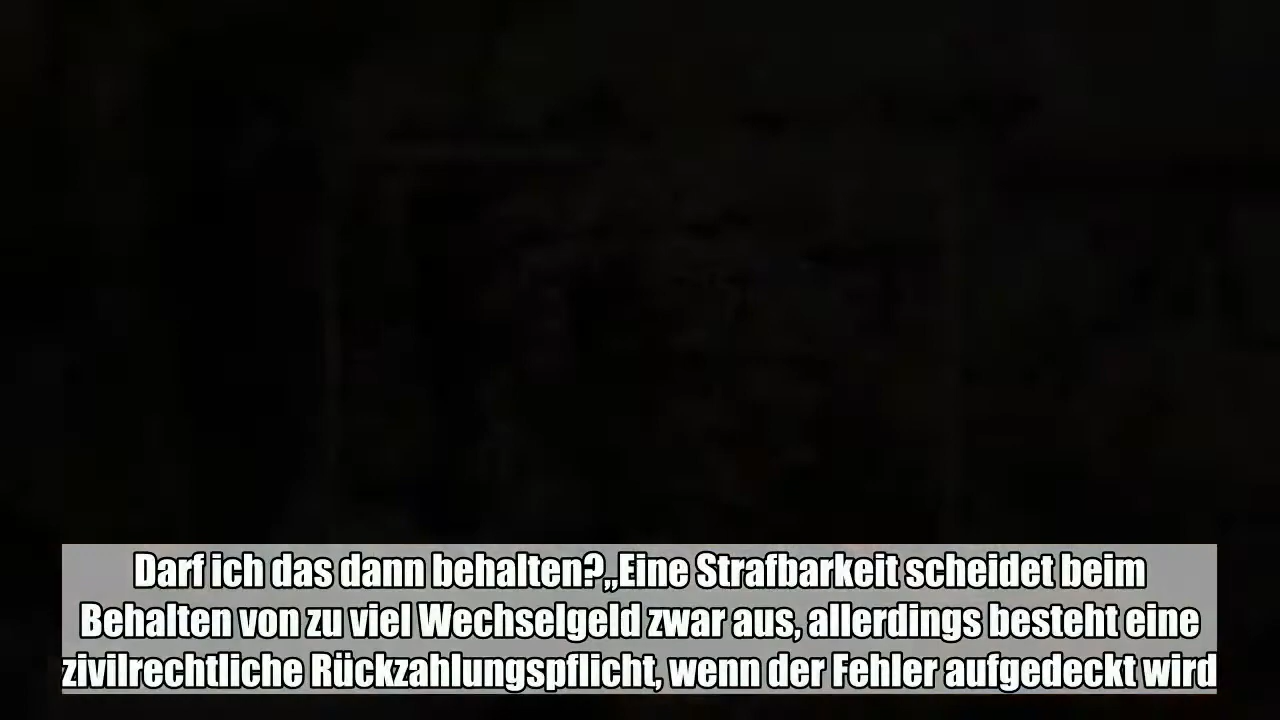 Darf ich das dann behalten?„Eine Strafbarkeit scheidet beim
Behalten von zu viel Wechselgeld zwar aus, allerdings besteht eine
zivilrechtliche Rückzahlungspflicht, wenn der Fehler aufgedeckt wird